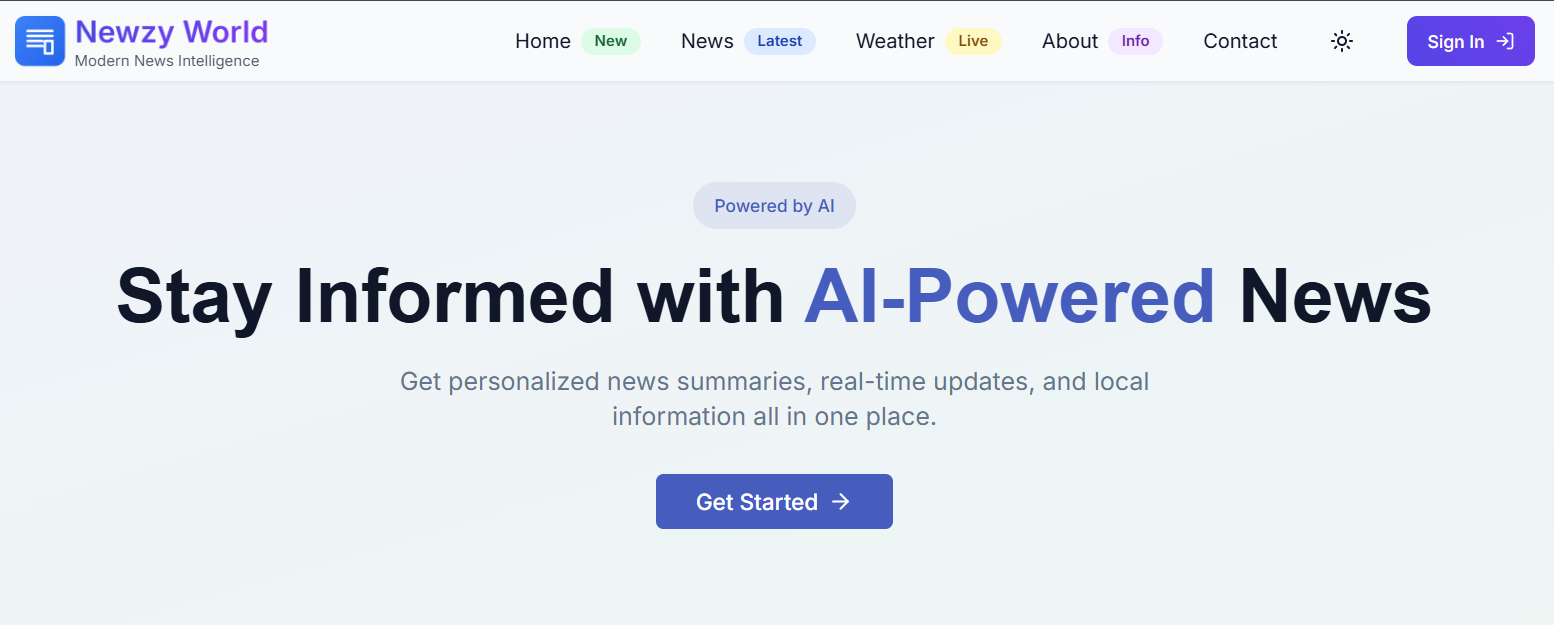 Newzy World
Modern News Intelligence
Home New News Latest Weather Live About Info Contact Sign In
Powered by AI
Stay Informed with AI-Powered News
Get personalized news summaries, real-time updates, and local
information all in one place.
Get Started